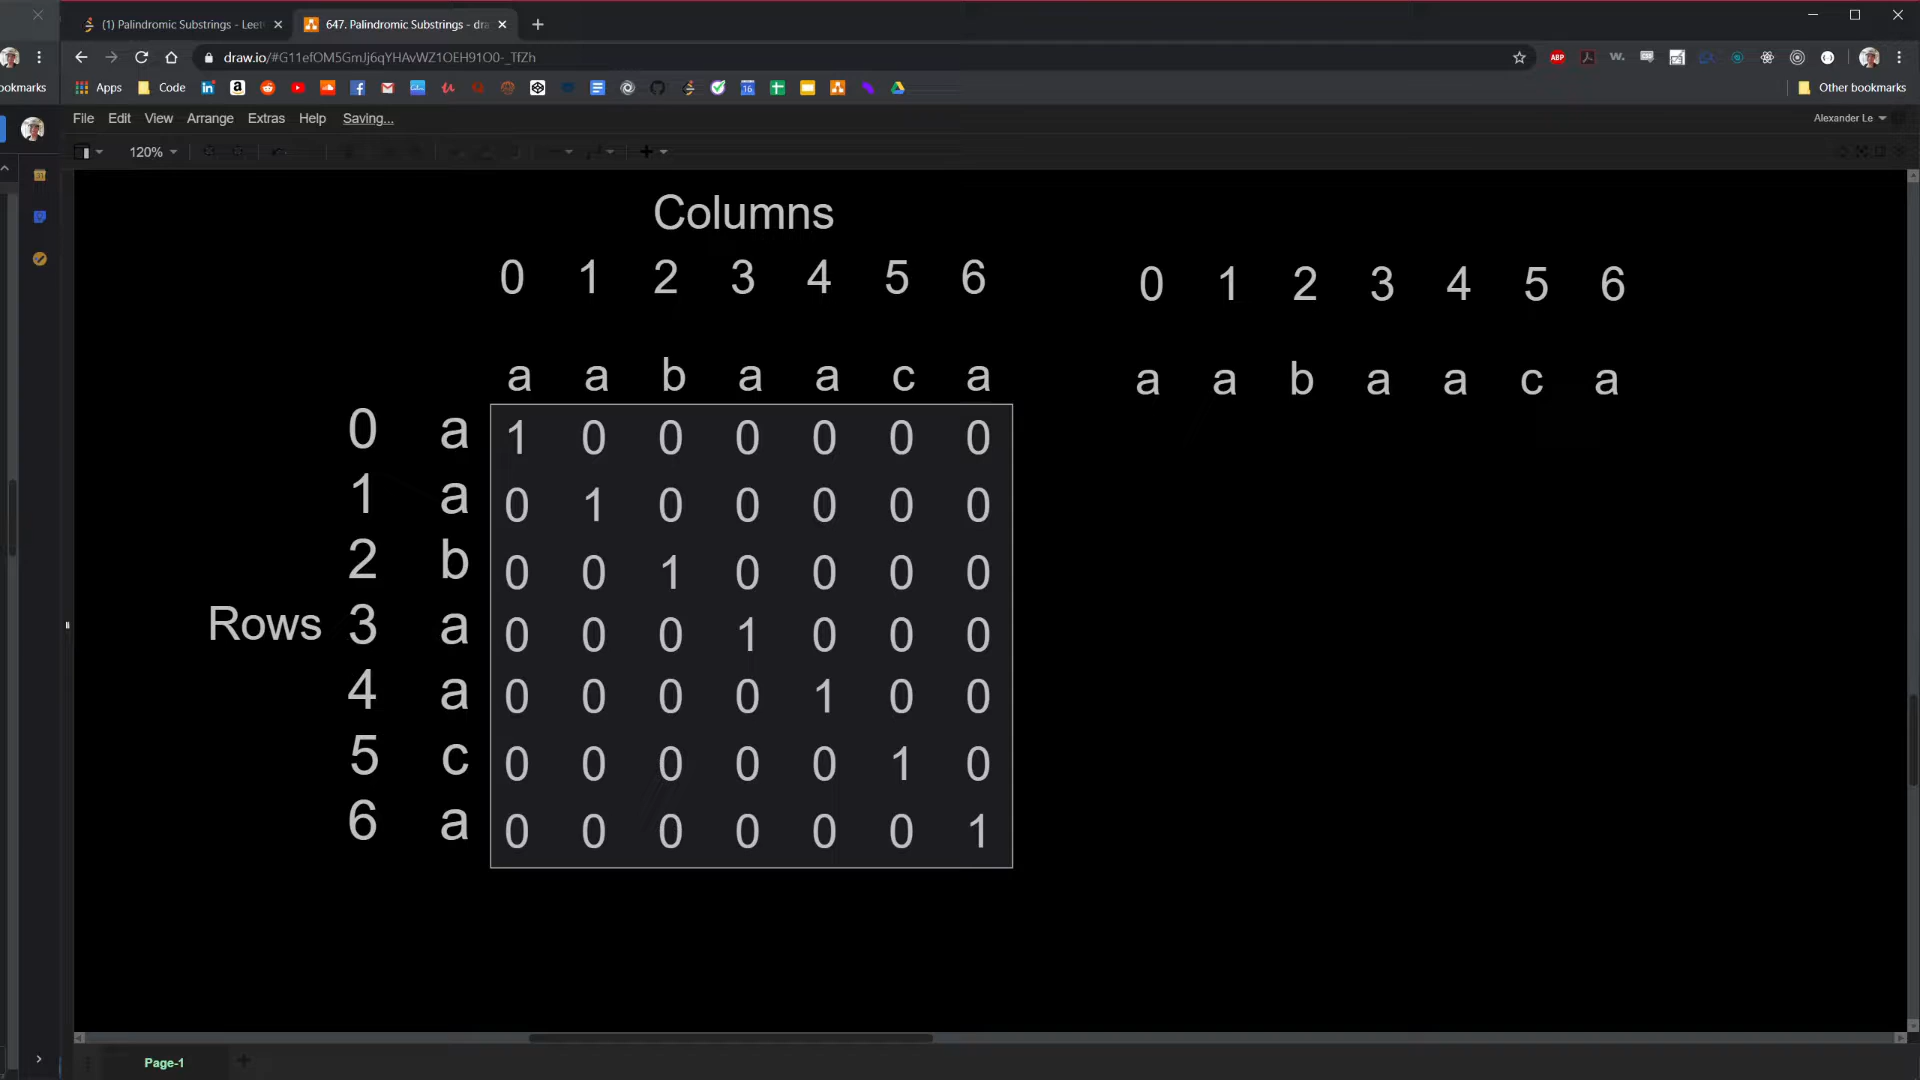 (1) Palindromic Substrings - Leet
647. Palindromic Substrings - dra
draw.io/#G11efOM5GmJj6qYHAvWZ1OEH91O0-_TfZh
ookmarks
Apps
Code
Other bookmarks
File Edit View Arrange Extras Help Saving...
Alexander Le
120%
Columns
0 1 2 3 4 5 6
0 1 2 3 4 5 6
a a b a a c a
a a b a a c a
0 a 1 0 0 0 0 0 0
1 a 0 1 0 0 0 0 0
2 b 0 0 1 0 0 0 0
Rows 3 a 0 0 0 1 0 0 0
4 a 0 0 0 0 1 0 0
5 c 0 0 0 0 0 1 0
6 a 0 0 0 0 0 0 1
Page-1